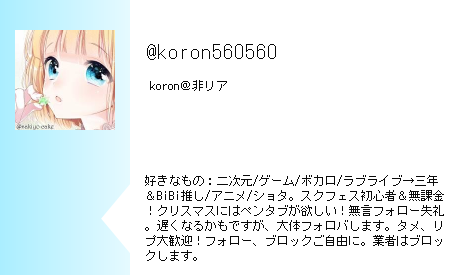 @koron560560
koron＠非リア
@nakiyo-cake
好きなもの：二次元/ゲーム/ボカロ/ラブライブ→三年
＆BiBi推し/アニメ/ショタ。スクフェス初心者＆無課金
！クリスマスにはペンタブが欲しい！無言フォロー失礼
。遅くなるかもですが、大体フォロバします。タメ、リ
プ大歓迎！フォロー、ブロックご自由に。業者はブロッ
クします。